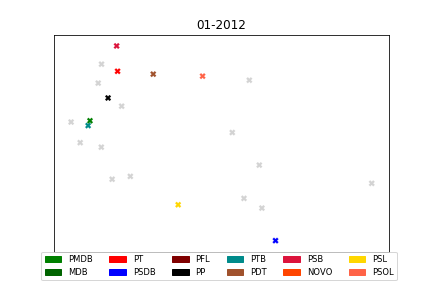 01-2012
PMDB PT PFL PTB PSB PSL
MDB PSDB PP PDT NOVO PSOL